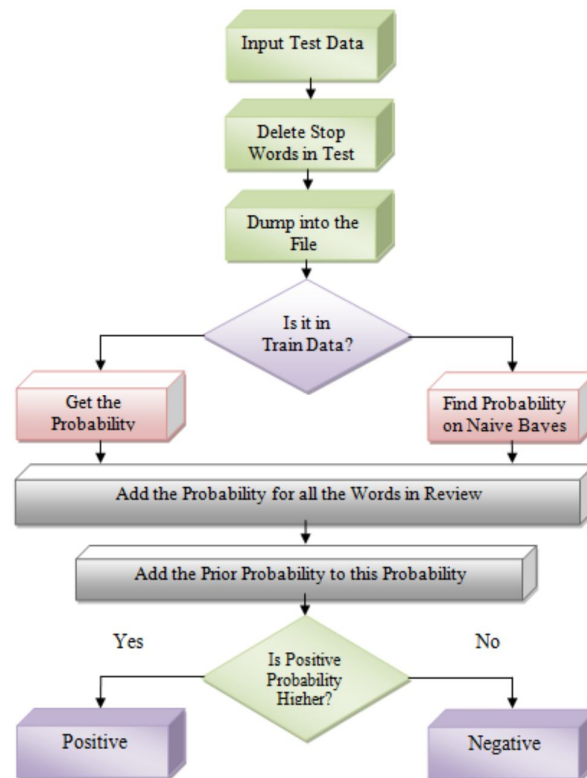 Input Test Data
Delete Stop
Words in Test
Dump into the
File
Is it in
Train Data?
Get the
Probability
Find Probability
on Naive Bayes
Add the Probability for all the Words in Review
Add the Prior Probability to this Probability
Yes
No
Is Positive
Probability
Higher?
Positive
Negative